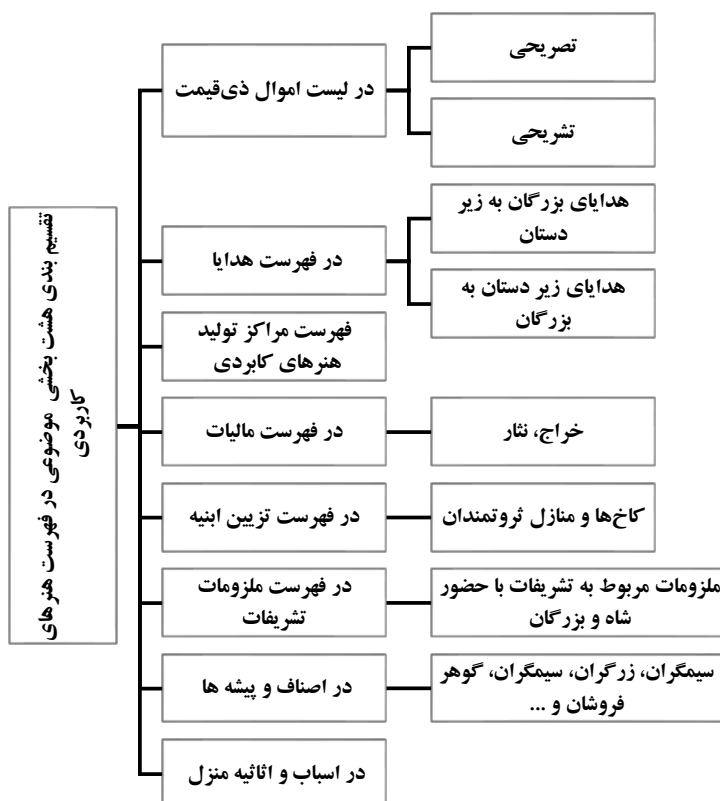 تقسیم بندی هشت بخشی موضوعی در فهرست هنرهای
کاربردی
در لیست اموال ذی‌قیمت
تصریحی
تشریحی
در فهرست هدایا
هدایای بزرگان به زیر
دستان
هدایای زیر دستان به
بزرگان
فهرست مراکز تولید
هنرهای کابردی
در فهرست مالیات
خراج، نثار
در فهرست تزیین ابنیه
کاخ‌ها و منازل ثروتمندان
در فهرست ملزومات
تشریفات
ملزومات مربوط به تشریفات با حضور
شاه و بزرگان
در اصناف و پیشه ها
سیمگران، زرگران، سیمگران، گوهر
فروشان و ...
در اسباب و اثاثیه منزل